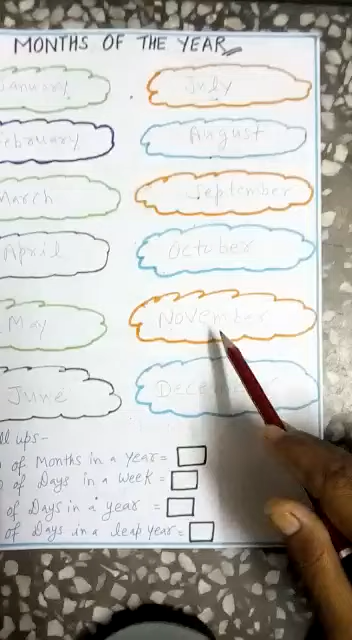 MONTHS OF THE YEAR
January
July
February
August
March
September
April
October
May
November
June
December
ll ups-
of Months in a Year=
of Days in a week =
of Days in a year =
of Days in a leap Year=